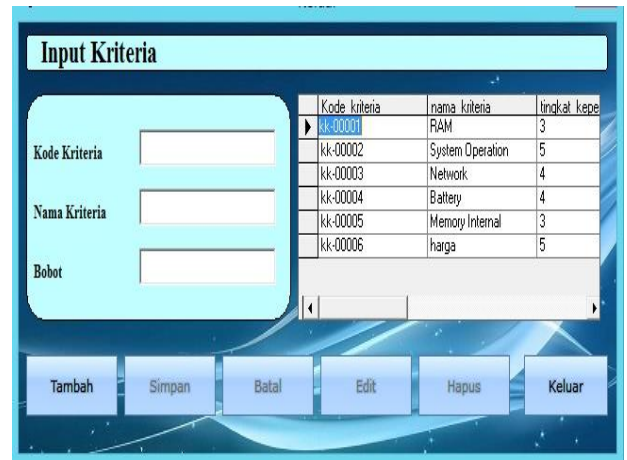 Input Kriteria
Kode Kriteria
Nama Kriteria
Bobot
Kode kriteria nama kriteria tingkat kepe
kk-00001 RAM 3
kk-00002 System Operation 5
kk-00003 Network 4
kk-00004 Battery 4
kk-00005 Memory Internal 3
kk-00006 harga 5
Tambah Simpan Batal Edit Hapus Keluar